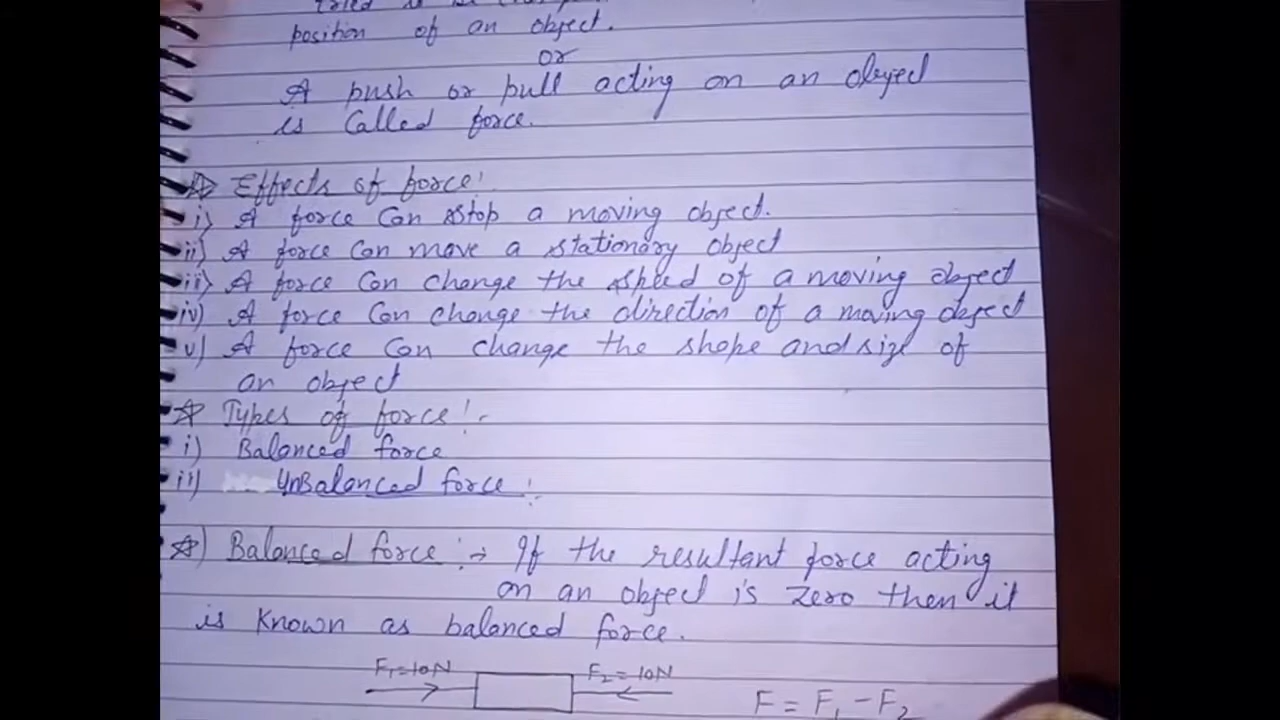 position of an object.
or
A push or pull acting on an object
is Called force.
☆ Effects of force!
i) A force Can stop a moving object.
ii) A force Can move a stationary object
iii) A force Can change the speed of a moving object
iv) A force Can change the direction of a moving object
v) A force Can change the shape and size of
an object
☆ Types of force!-
i) Balanced force
ii) UnBalanced force :-
☆) Balanced force :→ If the resultant force acting
on an object is zero then it
is Known as balanced force.
F₁=10N F₂=10N
F = F₁ - F₂